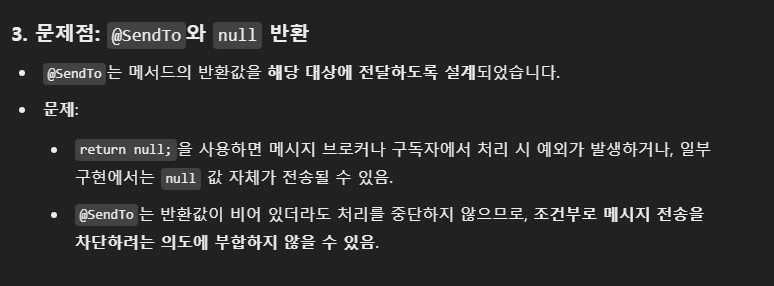 3. 문제점: @SendTo와 null 반환
• @SendTo는 메서드의 반환값을 해당 대상에 전달하도록 설계되었습니다.
• 문제:
• return null;을 사용하면 메시지 브로커나 구독자에서 처리 시 예외가 발생하거나, 일부
구현에서는 null 값 자체가 전송될 수 있음.
• @SendTo는 반환값이 비어 있더라도 처리를 중단하지 않으므로, 조건부로 메시지 전송을
차단하려는 의도에 부합하지 않을 수 있음.